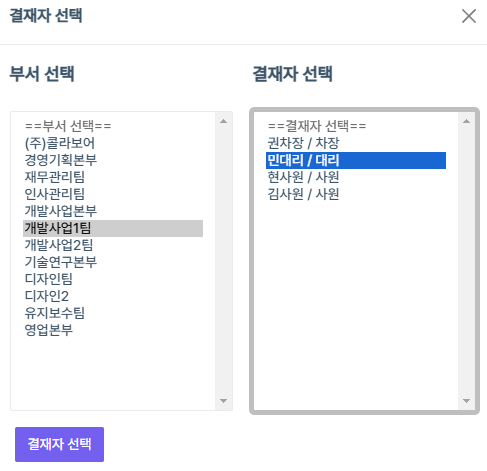 결재자 선택
부서 선택
==부서 선택==
(주)콜라보어
경영기획본부
재무관리팀
인사관리팀
개발사업본부
개발사업1팀
개발사업2팀
기술연구본부
디자인팀
디자인2
유지보수팀
영업본부
결재자 선택
==결재자 선택==
권차장 / 차장
민대리 / 대리
현사원 / 사원
김사원 / 사원
결재자 선택